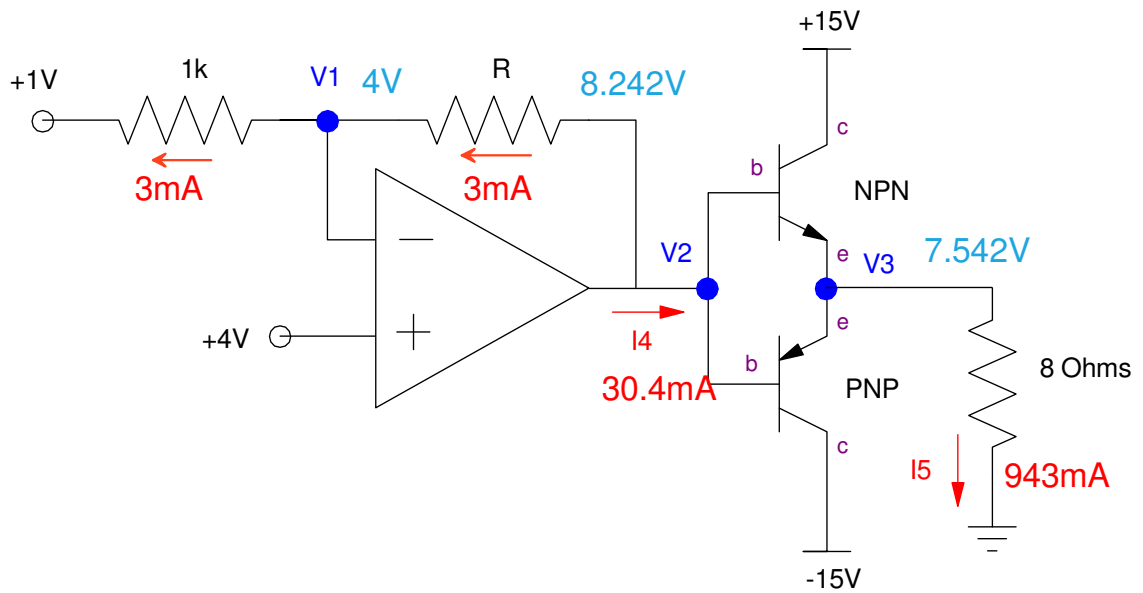 +15V
+1V
1k
V1
4V
R
8.242V
c
b
NPN
3mA
3mA
V2
e
V3
7.542V
+4V
I4
e
b
30.4mA
PNP
8 Ohms
c
I5
943mA
-15V